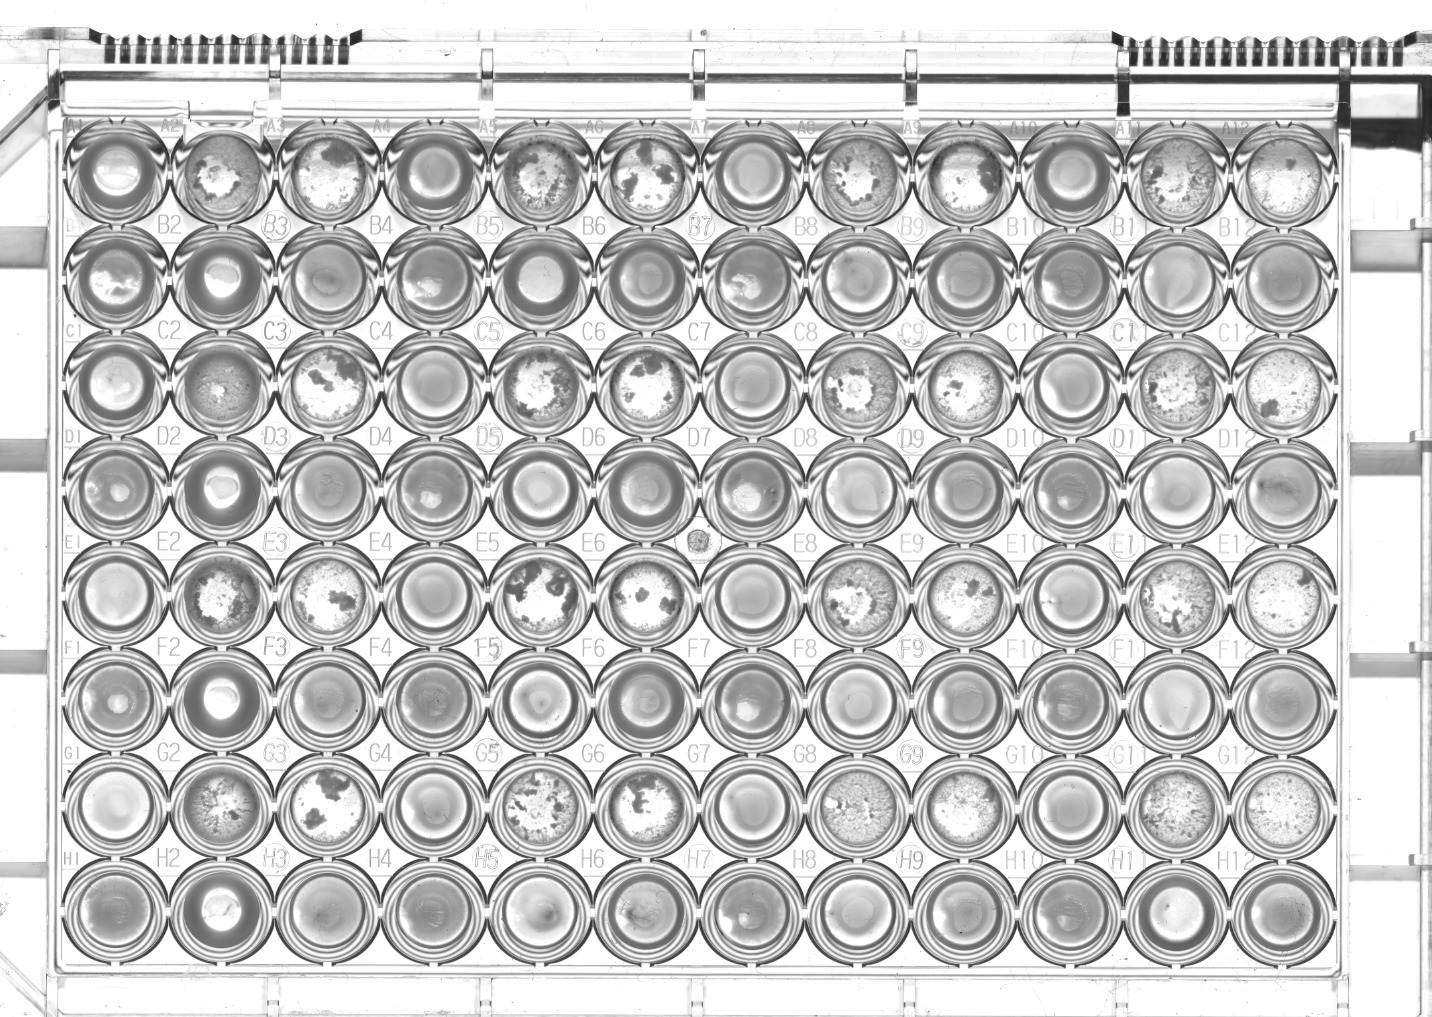 A1 A2 A3 A4 A5 A6 A7 A8 A9 A10 A11 A12
B1 B2 B3 B4 B5 B6 B7 B8 B9 B10 B11 B12
C1 C2 C3 C4 C5 C6 C7 C8 C9 C10 C11 C12
D1 D2 D3 D4 D5 D6 D7 D8 D9 D10 D11 D12
E1 E2 E3 E4 E5 E6 E8 E9 E10 E11 E12
F1 F2 F3 F4 F5 F6 F7 F8 F9 F10 F11 F12
G1 G2 G3 G4 G5 G6 G7 G8 G9 G10 G11 G12
H1 H2 H3 H4 H5 H6 H7 H8 H9 H10 H11 H12